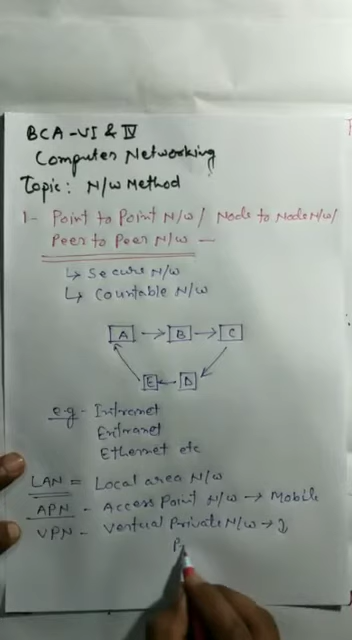 BCA-VI & IV
Computer Networking
Topic: N/W Method
1- Point to Point N/W / Node to Node N/W/
Peer to Peer N/W -
↳ Secure N/W
↳ Countable N/W
A → B → C
E ← D
e.g - Intranet
Extranet
Ethernet etc
LAN = Local area N/W
APN - Access Point N/W → Mobile
VPN - Vertual Private N/W →
P